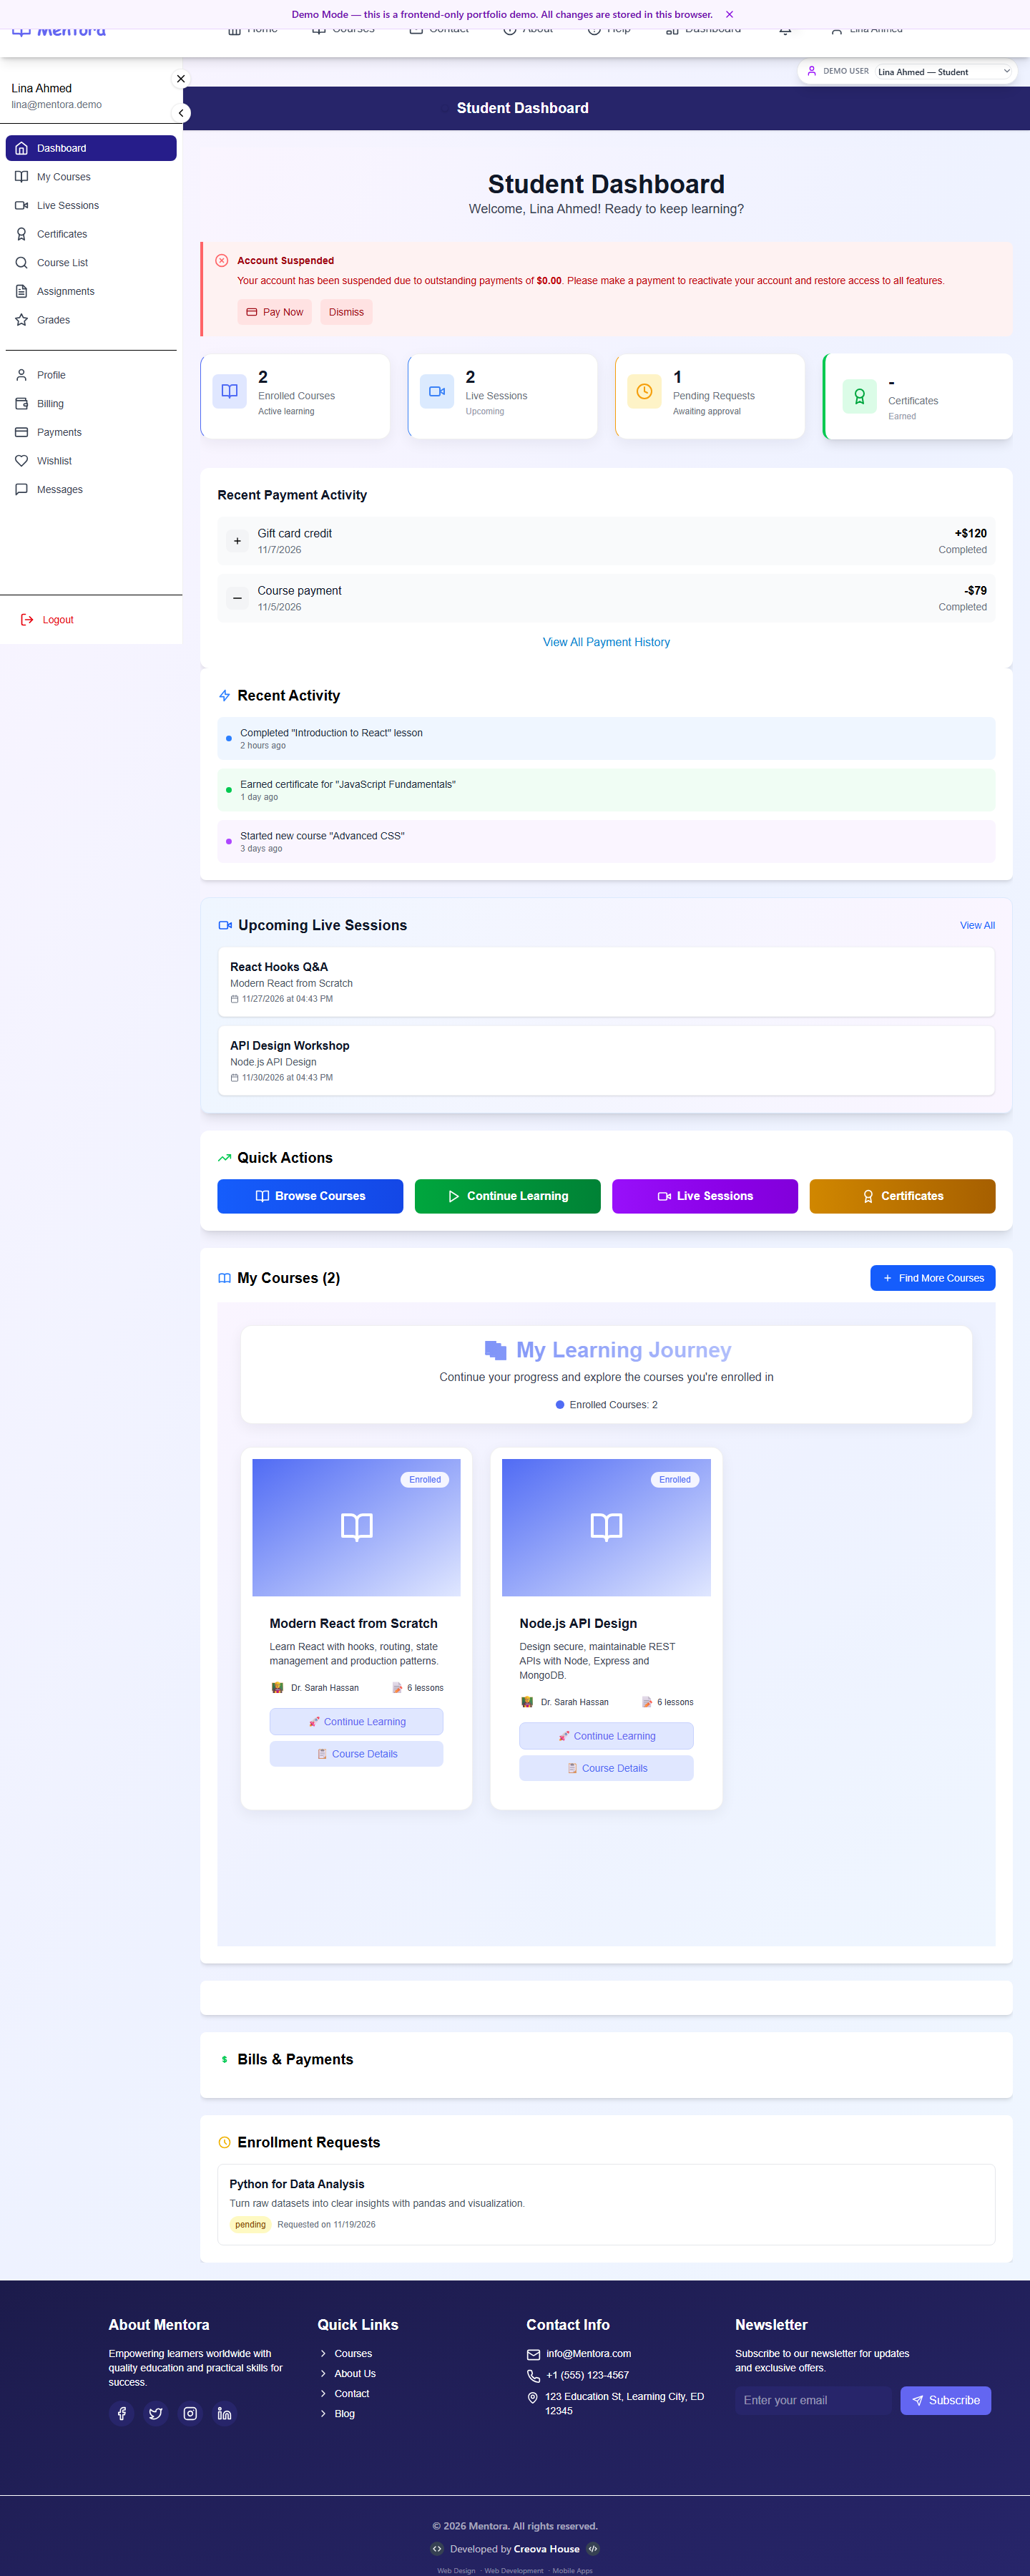 Demo Mode — this is a frontend-only portfolio demo. All changes are stored in this browser.
Mentora
Home
Courses
Contact
About
Help
Dashboard
Lina Ahmed
DEMO USER
Lina Ahmed — Student
Lina Ahmed
lina@mentora.demo
Dashboard
My Courses
Live Sessions
Certificates
Course List
Assignments
Grades
Profile
Billing
Payments
Wishlist
Messages
Logout
Student Dashboard
Student Dashboard
Welcome, Lina Ahmed! Ready to keep learning?
Account Suspended
Your account has been suspended due to outstanding payments of $0.00. Please make a payment to reactivate your account and restore access to all features.
Pay Now
Dismiss
2
Enrolled Courses
Active learning
2
Live Sessions
Upcoming
1
Pending Requests
Awaiting approval
-
Certificates
Earned
Recent Payment Activity
Gift card credit
11/7/2026
+$120
Completed
Course payment
11/5/2026
-$79
Completed
View All Payment History
Recent Activity
Completed "Introduction to React" lesson
2 hours ago
Earned certificate for "JavaScript Fundamentals"
1 day ago
Started new course "Advanced CSS"
3 days ago
Upcoming Live Sessions
View All
React Hooks Q&A
Modern React from Scratch
11/27/2026 at 04:43 PM
API Design Workshop
Node.js API Design
11/30/2026 at 04:43 PM
Quick Actions
Browse Courses
Continue Learning
Live Sessions
Certificates
My Courses (2)
Find More Courses
My Learning Journey
Continue your progress and explore the courses you're enrolled in
Enrolled Courses: 2
Enrolled
Modern React from Scratch
Learn React with hooks, routing, state
management and production patterns.
Dr. Sarah Hassan
6 lessons
Continue Learning
Course Details
Enrolled
Node.js API Design
Design secure, maintainable REST
APIs with Node, Express and
MongoDB.
Dr. Sarah Hassan
6 lessons
Continue Learning
Course Details
$ Bills & Payments
Enrollment Requests
Python for Data Analysis
Turn raw datasets into clear insights with pandas and visualization.
pending
Requested on 11/19/2026
About Mentora
Empowering learners worldwide with
quality education and practical skills for
success.
Quick Links
Courses
About Us
Contact
Blog
Contact Info
info@Mentora.com
+1 (555) 123-4567
123 Education St, Learning City, ED
12345
Newsletter
Subscribe to our newsletter for updates
and exclusive offers.
Enter your email
Subscribe
© 2026 Mentora. All rights reserved.
Developed by Creova House
Web Design · Web Development · Mobile Apps